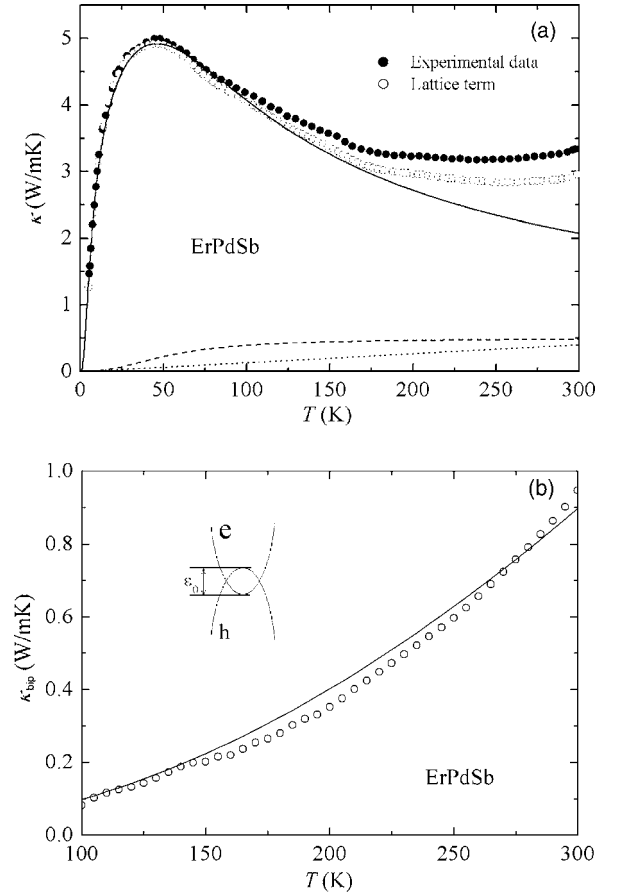 (a)
5
4
3
2
1
0
κ (W/mK)
Experimental data
Lattice term
ErPdSb
0 50 100 150 200 250 300
T (K)
(b)
1.0
0.8
0.6
0.4
0.2
0.0
κbip (W/mK)
e
ε0
h
ErPdSb
100 150 200 250 300
T (K)